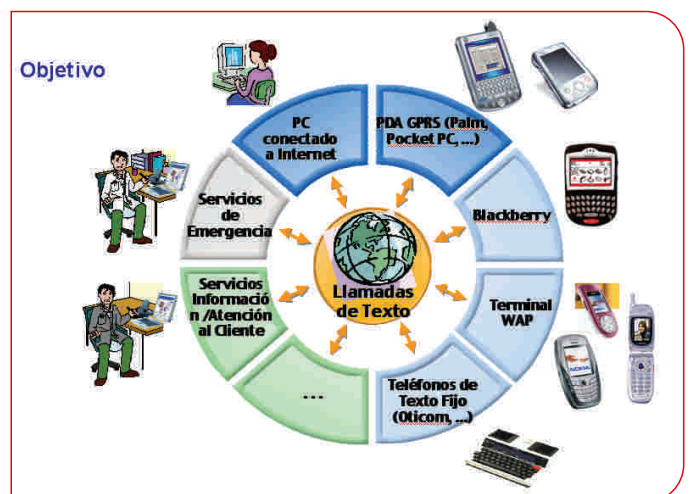 Objetivo
PC
conectado
a Internet
PDA GPRS (Palm,
Pocket PC, ...)
Servicios
de
Emergencia
Blackberry
Llamadas
de Texto
Servicios
Informació
n /Atención
al Cliente
Terminal
WAP
...
Teléfonos de
Texto Fijo
(Oticom, ...)
NOKIA